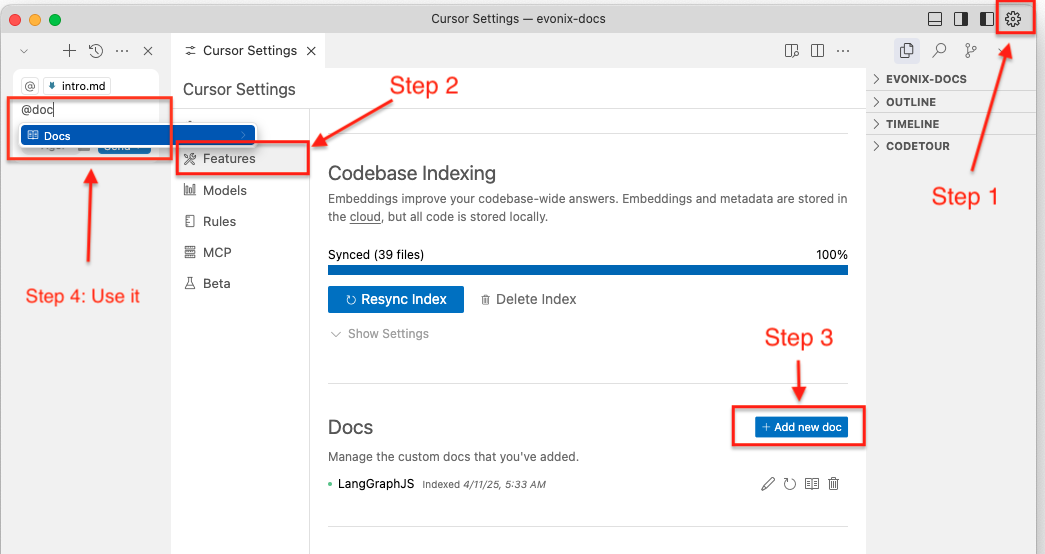 Cursor Settings — evonix-docs
Cursor Settings
intro.md
@doc
Docs
Step 4: Use it
Cursor Settings
Step 2
Features
Models
Rules
MCP
Beta
Codebase Indexing
Embeddings improve your codebase-wide answers. Embeddings and metadata are stored in
the cloud, but all code is stored locally.
Synced (39 files) 100%
Resync Index Delete Index
Show Settings
Step 3
Docs
+ Add new doc
Manage the custom docs that you've added.
LangGraphJS Indexed 4/11/25, 5:33 AM
EVONIX-DOCS
OUTLINE
TIMELINE
CODETOUR
Step 1